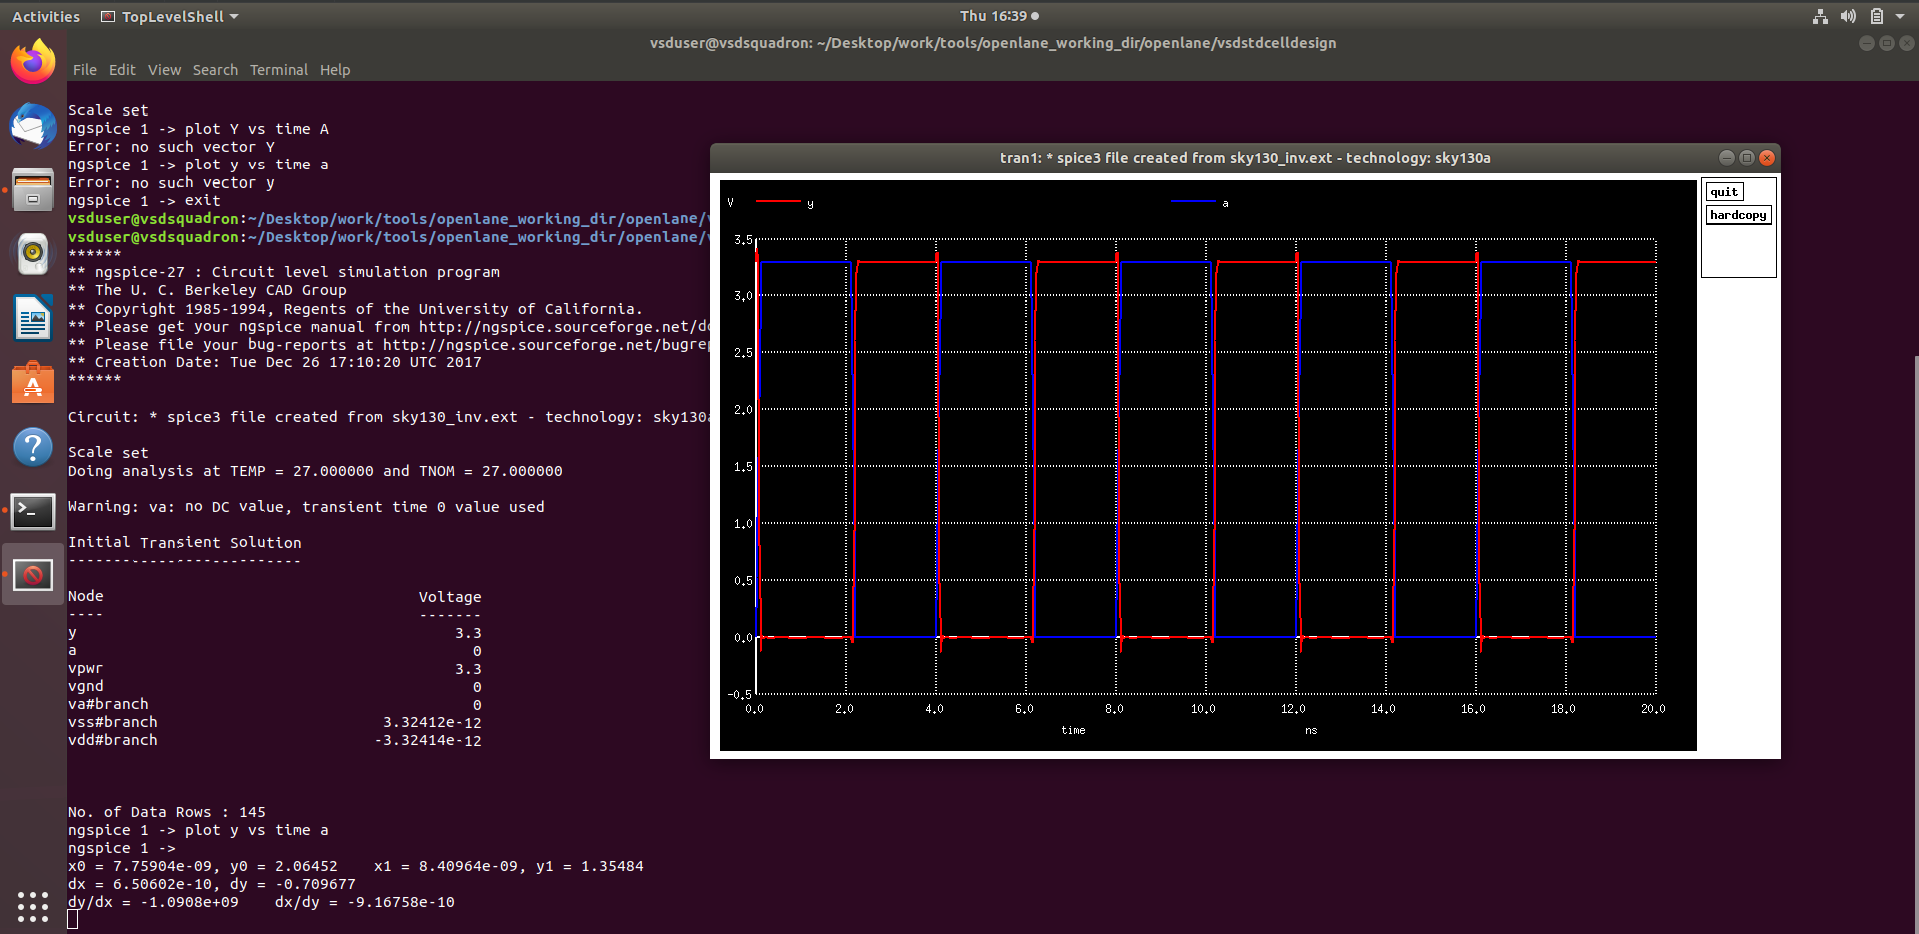 Activities
TopLevelShell
Thu 16:39
vsduser@vsdsquadron: ~/Desktop/work/tools/openlane_working_dir/openlane/vsdstdcelldesign
File Edit View Search Terminal Help
Scale set
ngspice 1 -> plot Y vs time A
Error: no such vector Y
ngspice 1 -> plot y vs time a
Error: no such vector y
ngspice 1 -> exit
vsduser@vsdsquadron:~/Desktop/work/tools/openlane_working_dir/openlane/
vsduser@vsdsquadron:~/Desktop/work/tools/openlane_working_dir/openlane/
******
** ngspice-27 : Circuit level simulation program
** The U. C. Berkeley CAD Group
** Copyright 1985-1994, Regents of the University of California.
** Please get your ngspice manual from http://ngspice.sourceforge.net/do
** Please file your bug-reports at http://ngspice.sourceforge.net/bugrep
** Creation Date: Tue Dec 26 17:10:20 UTC 2017
******
Circuit: * spice3 file created from sky130_inv.ext - technology: sky130a
Scale set
Doing analysis at TEMP = 27.000000 and TNOM = 27.000000
Warning: va: no DC value, transient time 0 value used
Initial Transient Solution
--------------------------
Node Voltage
---- -------
y 3.3
a 0
vpwr 3.3
vgnd 0
va#branch 0
vss#branch 3.32412e-12
vdd#branch -3.32414e-12
No. of Data Rows : 145
ngspice 1 -> plot y vs time a
ngspice 1 ->
x0 = 7.75904e-09, y0 = 2.06452 x1 = 8.40964e-09, y1 = 1.35484
dx = 6.50602e-10, dy = -0.709677
dy/dx = -1.0908e+09 dx/dy = -9.16758e-10
tran1: * spice3 file created from sky130_inv.ext - technology: sky130a
quit
hardcopy
V y a
3.5
3.0
2.5
2.0
1.5
1.0
0.5
0.0
-0.5
0.0 2.0 4.0 6.0 8.0 10.0 12.0 14.0 16.0 18.0 20.0
time ns